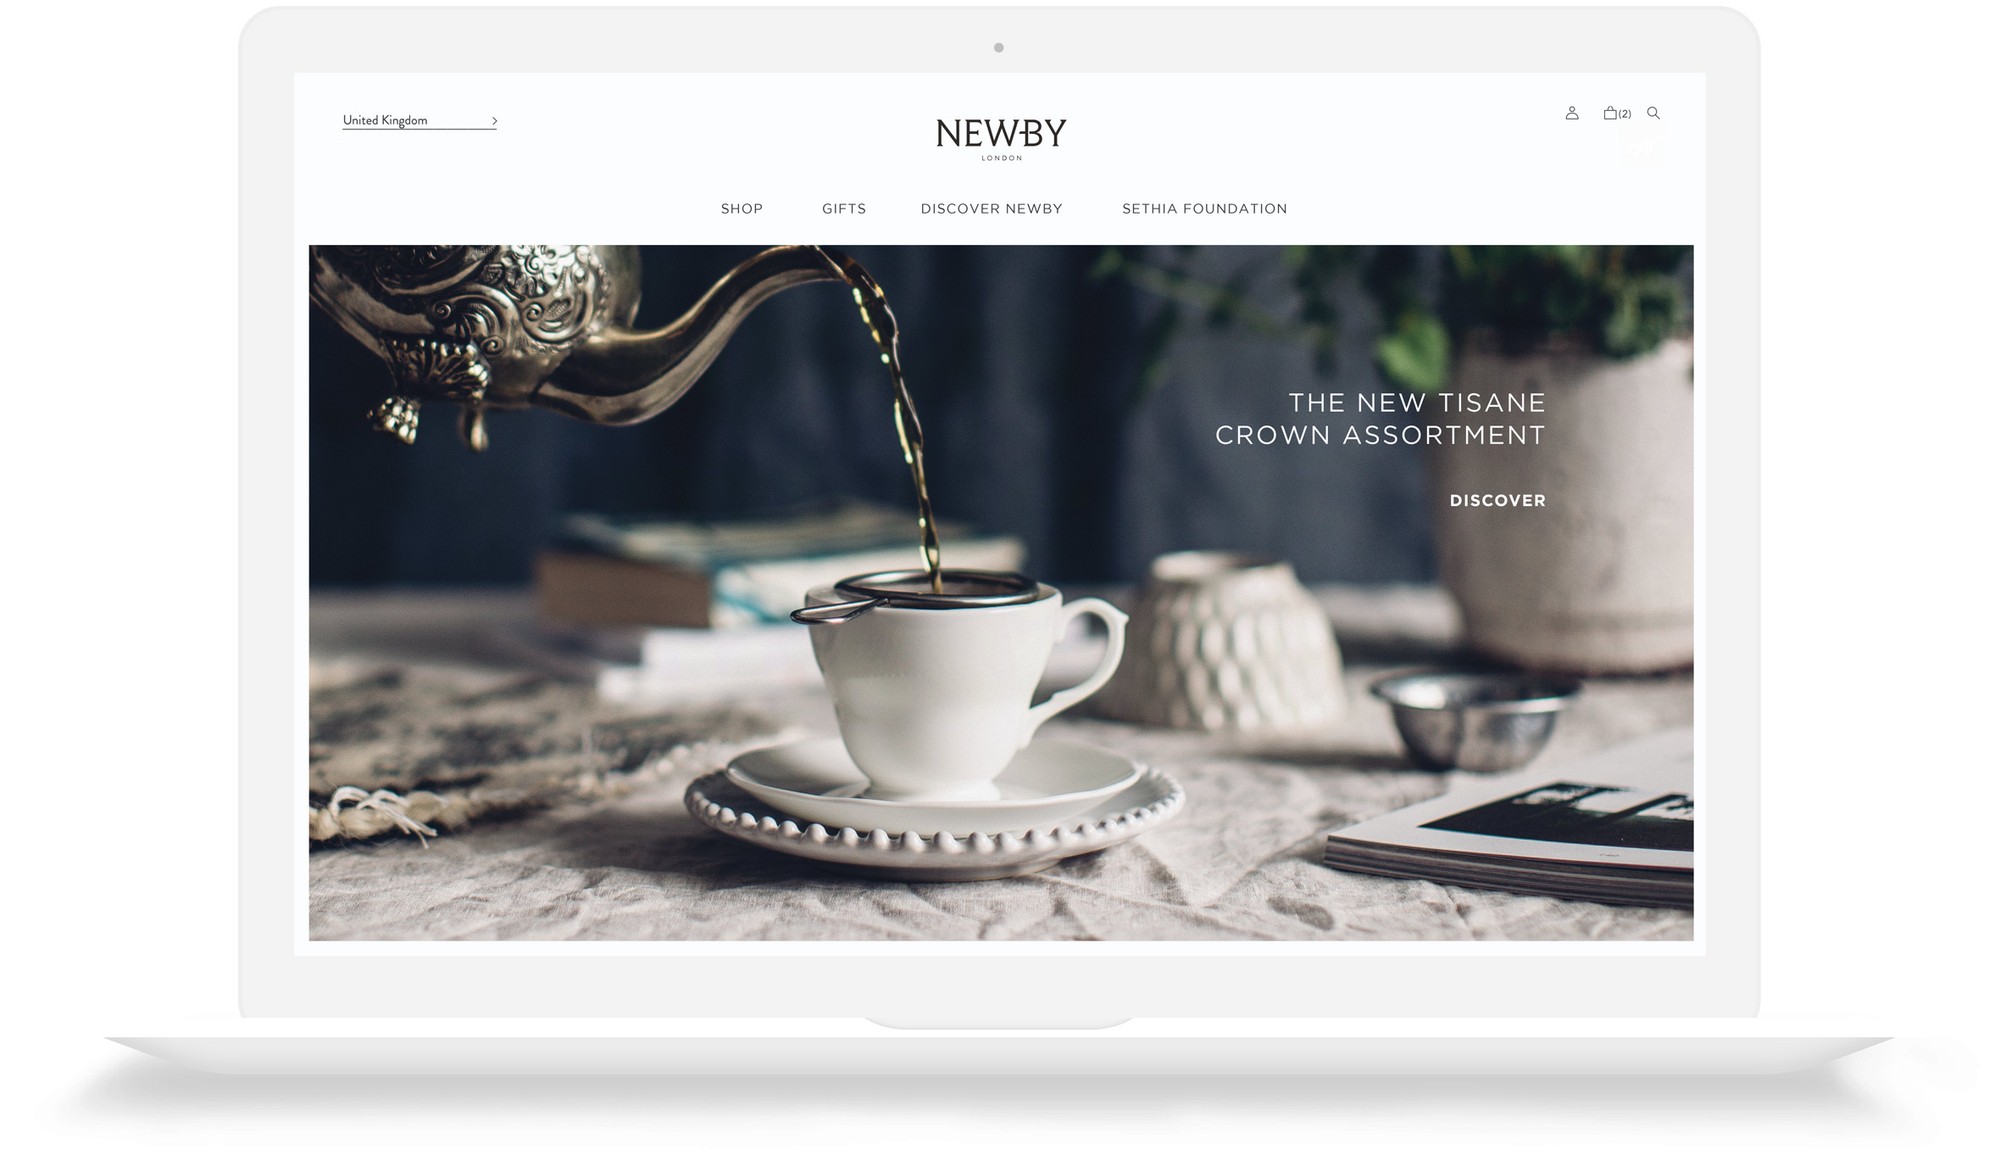 United Kingdom
NEWBY
LONDON
(2)
SHOP GIFTS DISCOVER NEWBY SETHIA FOUNDATION
THE NEW TISANE
CROWN ASSORTMENT
DISCOVER